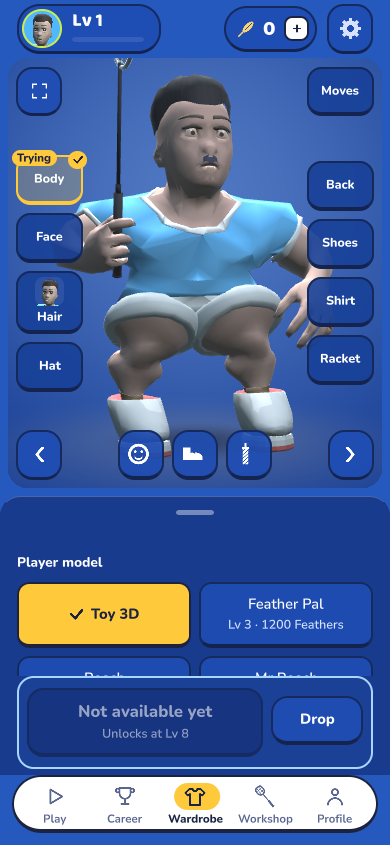 Lv 1
0
+
Moves
Trying
Body
Back
Face
Shoes
Hair
Shirt
Hat
Racket
Player model
Toy 3D
Feather Pal
Lv 3 · 1200 Feathers
Not available yet
Unlocks at Lv 8
Drop
Play
Career
Wardrobe
Workshop
Profile